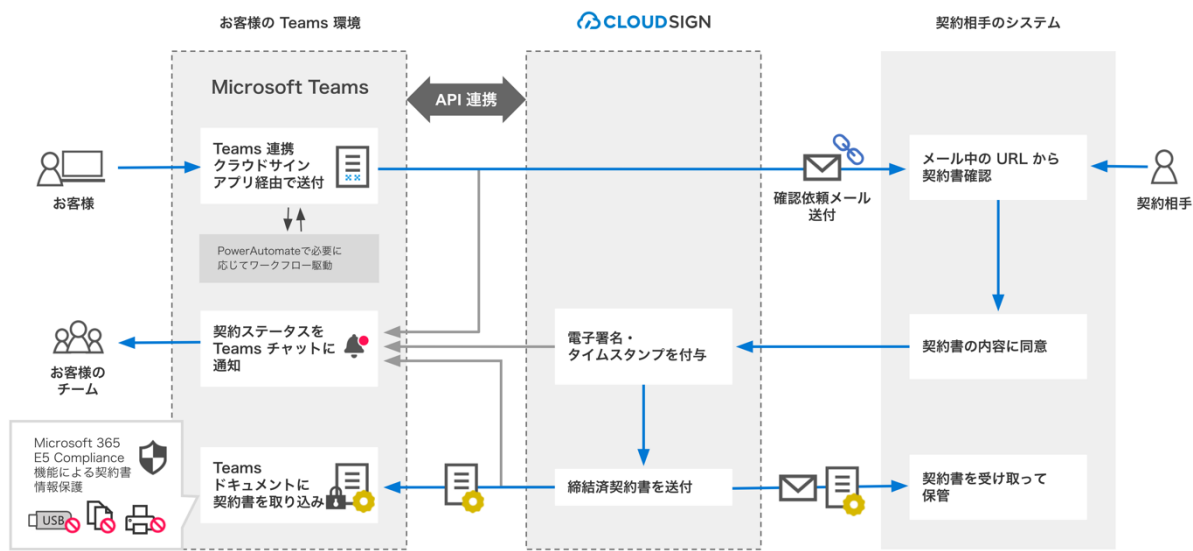 お客様の Teams 環境
CLOUDSIGN
契約相手のシステム
Microsoft Teams
API 連携
Teams 連携
クラウドサイン
アプリ経由で送付
メール中の URL から
契約書確認
お客様
確認依頼メール
送付
契約相手
PowerAutomateで必要に
応じてワークフロー駆動
契約ステータスを
Teams チャットに
通知
電子署名・
タイムスタンプを付与
契約書の内容に同意
お客様の
チーム
Microsoft 365
E5 Compliance
機能による契約書
情報保護
USB
Teams
ドキュメントに
契約書を取り込み
締結済契約書を送付
契約書を受け取って
保管